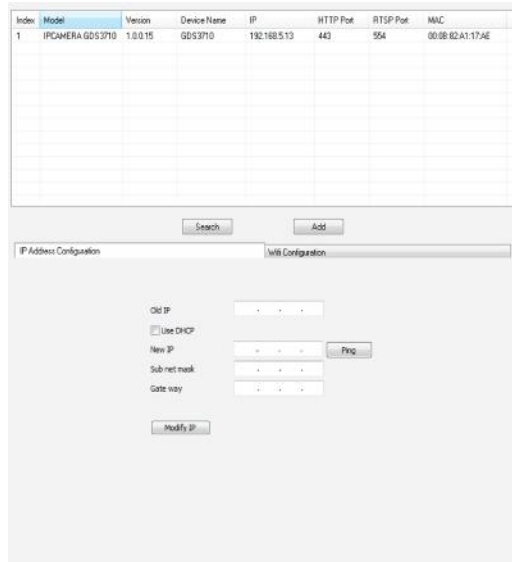 Index Model Version Device Name IP HTTP Port RTSP Port MAC
1 IPCAMERA GDS3710 1.0.0.15 GDS3710 192.168.5.13 443 554 00:0B:82:A1:17:AE
Search Add
IP Address Configuration Wifi Configuration
Old IP
Use DHCP
New IP Ping
Sub net mask
Gate way
Modify IP